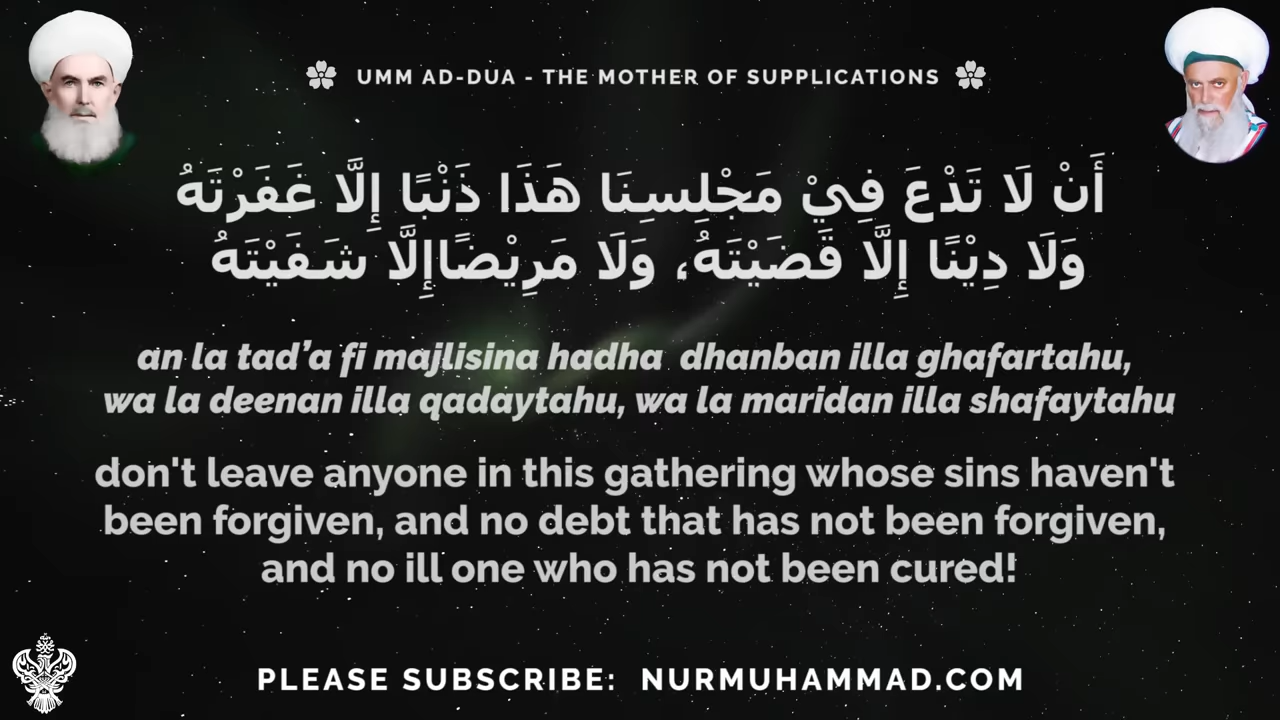 UMM AD-DUA - THE MOTHER OF SUPPLICATIONS
أَنْ لَا تَدْعَ فِيْ مَجْلِسِنَا هَذَا ذَنْبًا إِلَّا غَفَرْتَهُ
وَلَا دِيْنًا إِلَّا قَضَيْتَهُ، وَلَا مَرِيْضًاإِلَّا شَفَيْتَهُ
an la tad’a fi majlisina hadha dhanban illa ghafartahu,
wa la deenan illa qadaytahu, wa la maridan illa shafaytahu
don't leave anyone in this gathering whose sins haven't
been forgiven, and no debt that has not been forgiven,
and no ill one who has not been cured!
PLEASE SUBSCRIBE: NURMUHAMMAD.COM